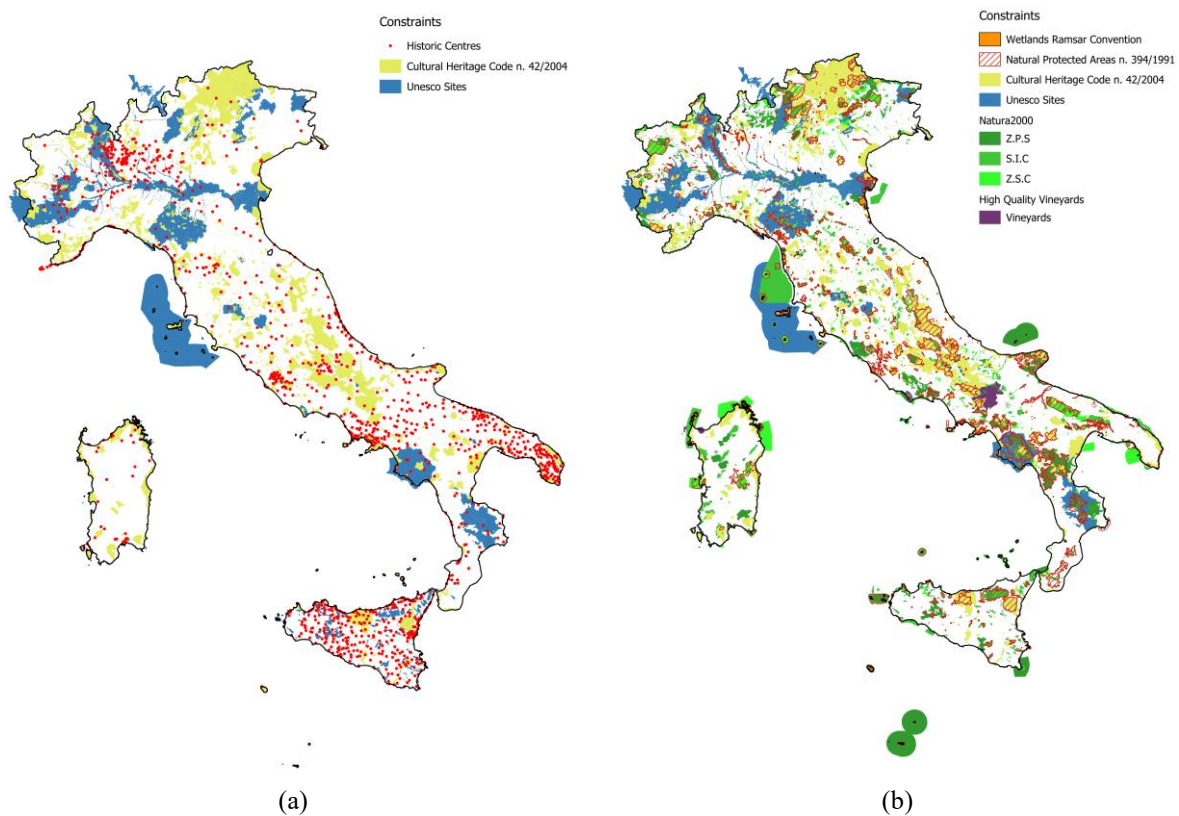 Constraints
Historic Centres
Cultural Heritage Code n. 42/2004
Unesco Sites
(a)
Constraints
Wetlands Ramsar Convention
Natural Protected Areas n. 394/1991
Cultural Heritage Code n. 42/2004
Unesco Sites
Natura2000
Z.P.S
S.I.C
Z.S.C
High Quality Vineyards
Vineyards
(b)